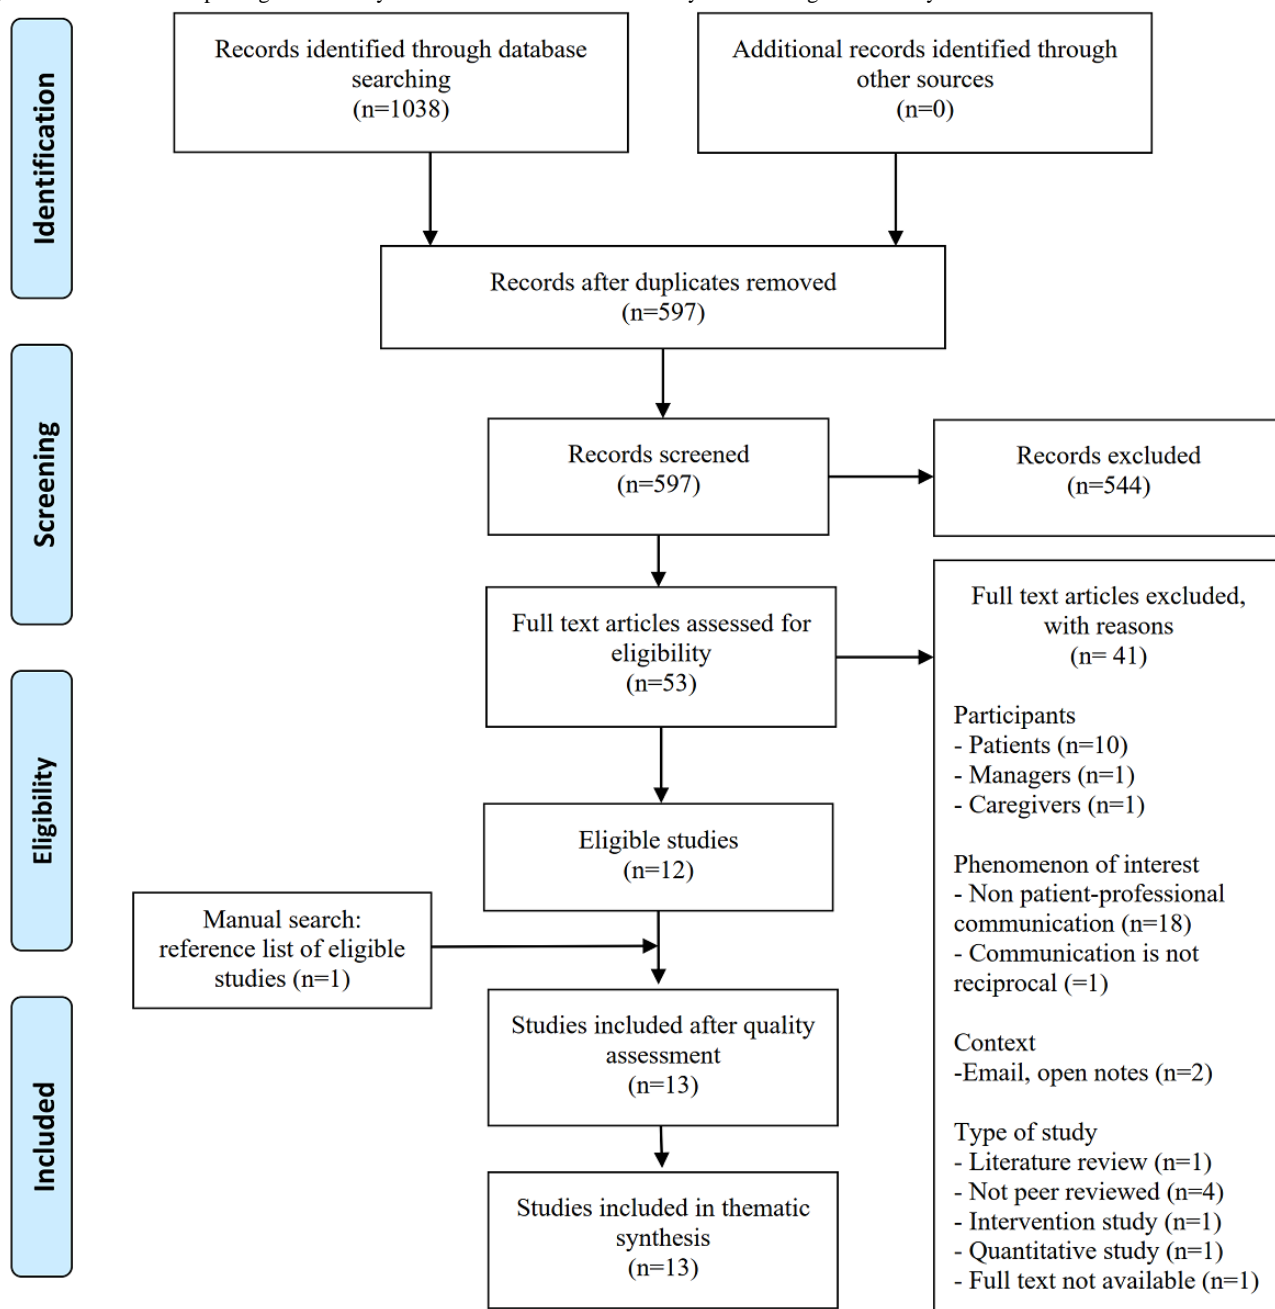 Identification
Records identified through database
searching
(n=1038)
Additional records identified through
other sources
(n=0)
Records after duplicates removed
(n=597)
Screening
Records screened
(n=597)
Records excluded
(n=544)
Full text articles assessed for
eligibility
(n=53)
Full text articles excluded,
with reasons
(n= 41)
Participants
- Patients (n=10)
- Managers (n=1)
- Caregivers (n=1)
Phenomenon of interest
- Non patient-professional
communication (n=18)
- Communication is not
reciprocal (=1)
Context
-Email, open notes (n=2)
Type of study
- Literature review (n=1)
- Not peer reviewed (n=4)
- Intervention study (n=1)
- Quantitative study (n=1)
- Full text not available (n=1)
Eligibility
Eligible studies
(n=12)
Manual search:
reference list of eligible
studies (n=1)
Included
Studies included after quality
assessment
(n=13)
Studies included in thematic
synthesis
(n=13)